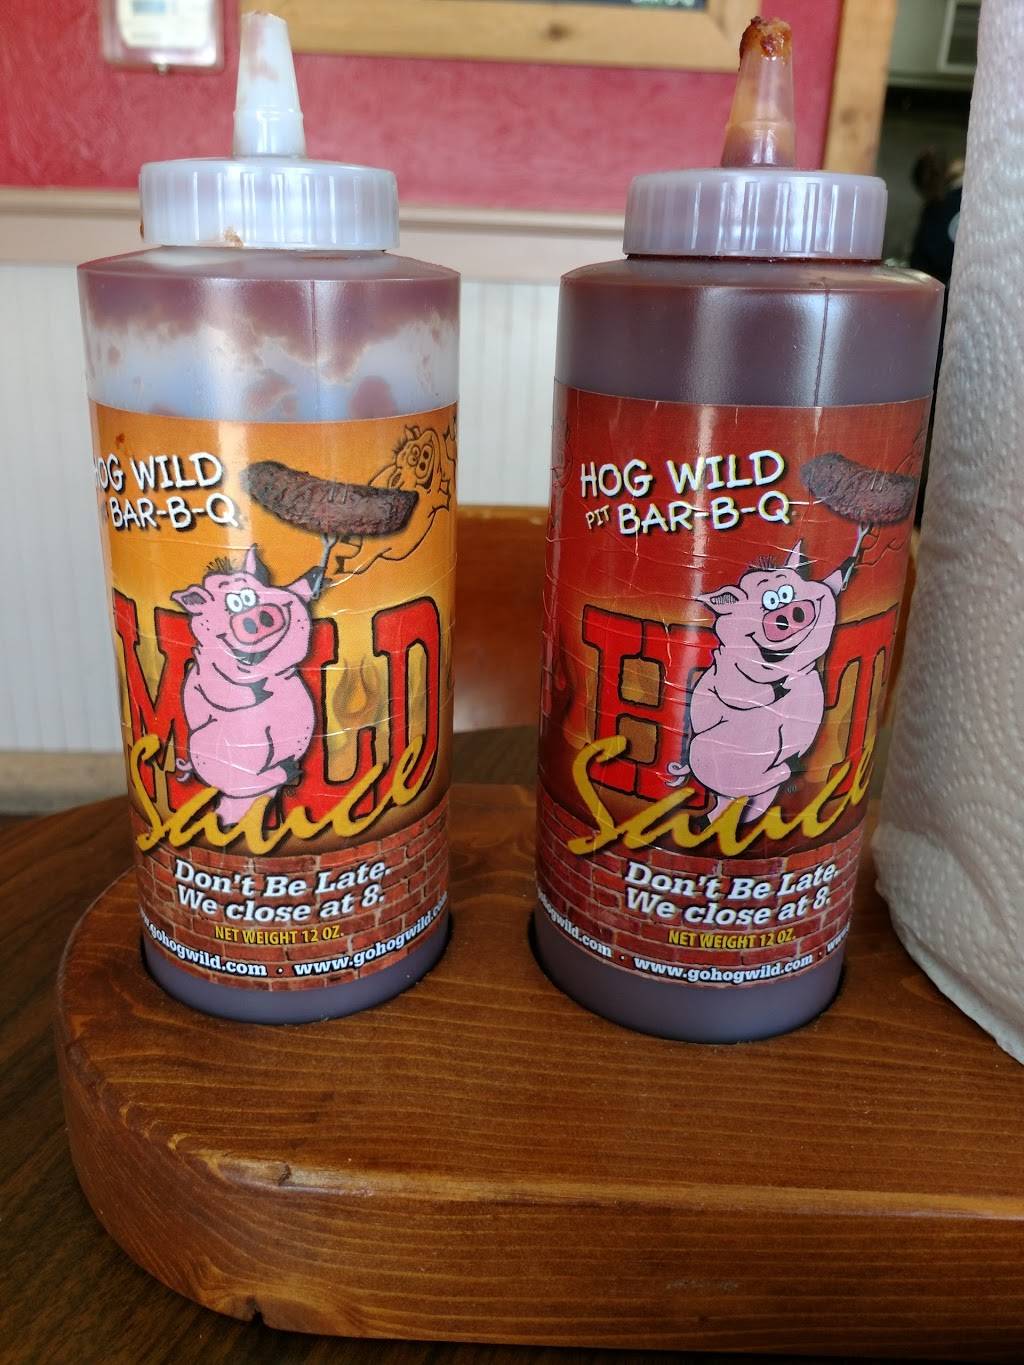 HOG WILD
BAR-B-Q
MILD
Sauce
Don't Be Late.
We close at 8.
NET WEIGHT 12 OZ.
gohogwild.com · www.gohogwild.co
HOG WILD
PIT BAR-B-Q
HOT
Sauce
Don't Be Late.
We close at 8.
NET WEIGHT 12 OZ.
ogwild.com · www.gohogwild.com · www